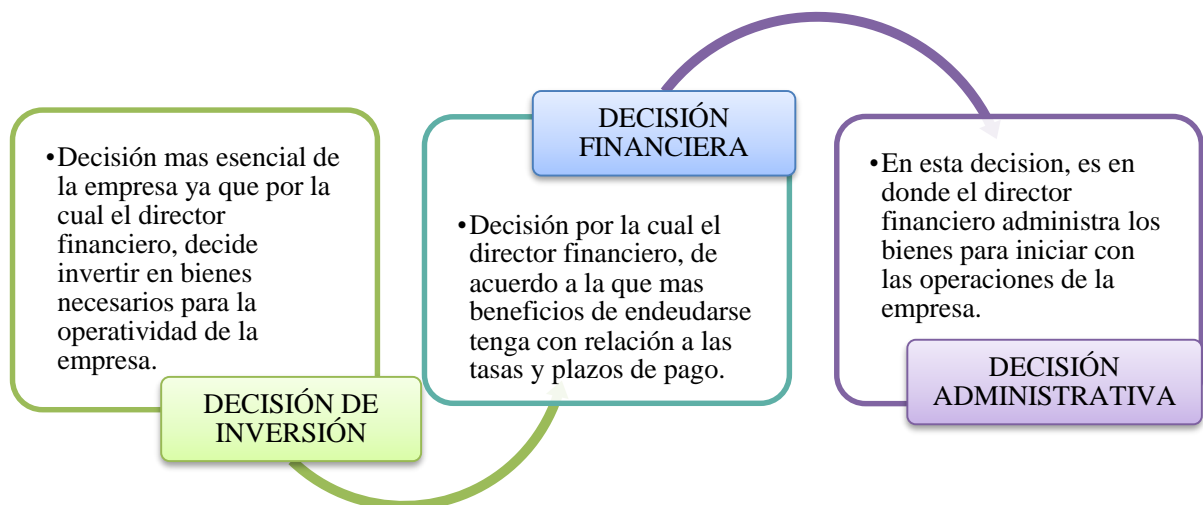 •Decisión mas esencial de
la empresa ya que por la
cual el director
financiero, decide
invertir en bienes
necesarios para la
operatividad de la
empresa.
DECISIÓN DE
INVERSIÓN
DECISIÓN
FINANCIERA
•Decisión por la cual el
director financiero, de
acuerdo a la que mas
beneficios de endeudarse
tenga con relación a las
tasas y plazos de pago.
•En esta decision, es en
donde el director
financiero administra los
bienes para iniciar con
las operaciones de la
empresa.
DECISIÓN
ADMINISTRATIVA